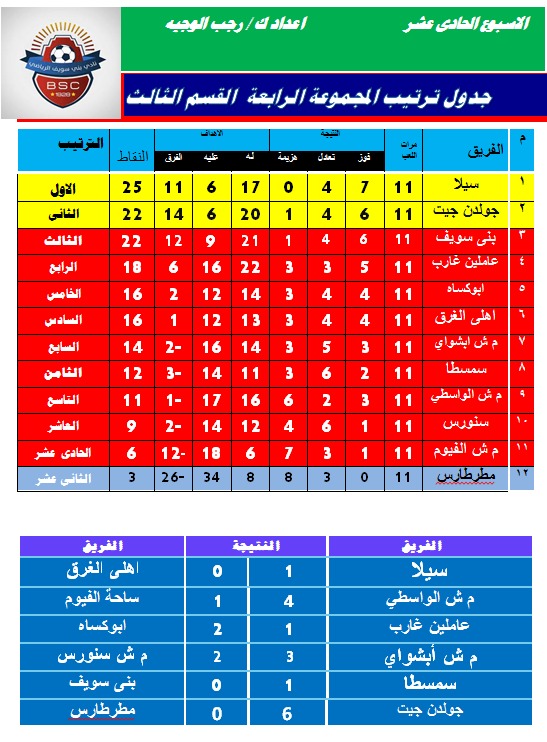 الاسبوع الحادى عشر اعداد ك / رجب الوجيه
نادي بني سويف الرياضي
BSC
1928
جدول ترتيب المجموعة الرابعة القسم الثالث
م الفريق مرات اللعب النتيجة الاهداف النقاط الترتيب
فوز تعادل هزيمة له عليه الفرق
١ سيلا 11 7 4 0 17 6 11 25 الاول
٢ جولدن جيت 11 6 4 1 20 6 14 22 الثانى
٣ بنى سويف 11 6 4 1 21 9 12 22 الثالث
٤ عاملين غارب 11 5 3 3 22 16 6 18 الرابع
٥ ابوكساه 11 4 4 3 14 12 2 16 الخامس
٦ اهلى الغرق 11 4 4 3 13 12 1 16 السادس
٧ م ش ابشواي 11 3 5 3 14 16 -2 14 السابع
٨ سمسطا 11 2 6 3 11 14 -3 12 الثامن
٩ م ش الواسطي 11 3 2 6 16 17 -1 11 التاسع
١٠ سنورس 11 1 6 4 12 14 -2 9 العاشر
١١ م ش الفيوم 11 1 3 7 6 18 -12 6 الحادى عشر
١٢ مطرطارس 11 0 3 8 8 34 -26 3 الثانى عشر
الفريق النتيجة الفريق
سيلا 1 0 اهلى الغرق
م ش الواسطي 4 1 ساحة الفيوم
عاملين غارب 1 2 ابوكساه
م ش أبشواي 3 2 م ش سنورس
سمسطا 1 0 بنى سويف
جولدن جيت 6 0 مطرطارس